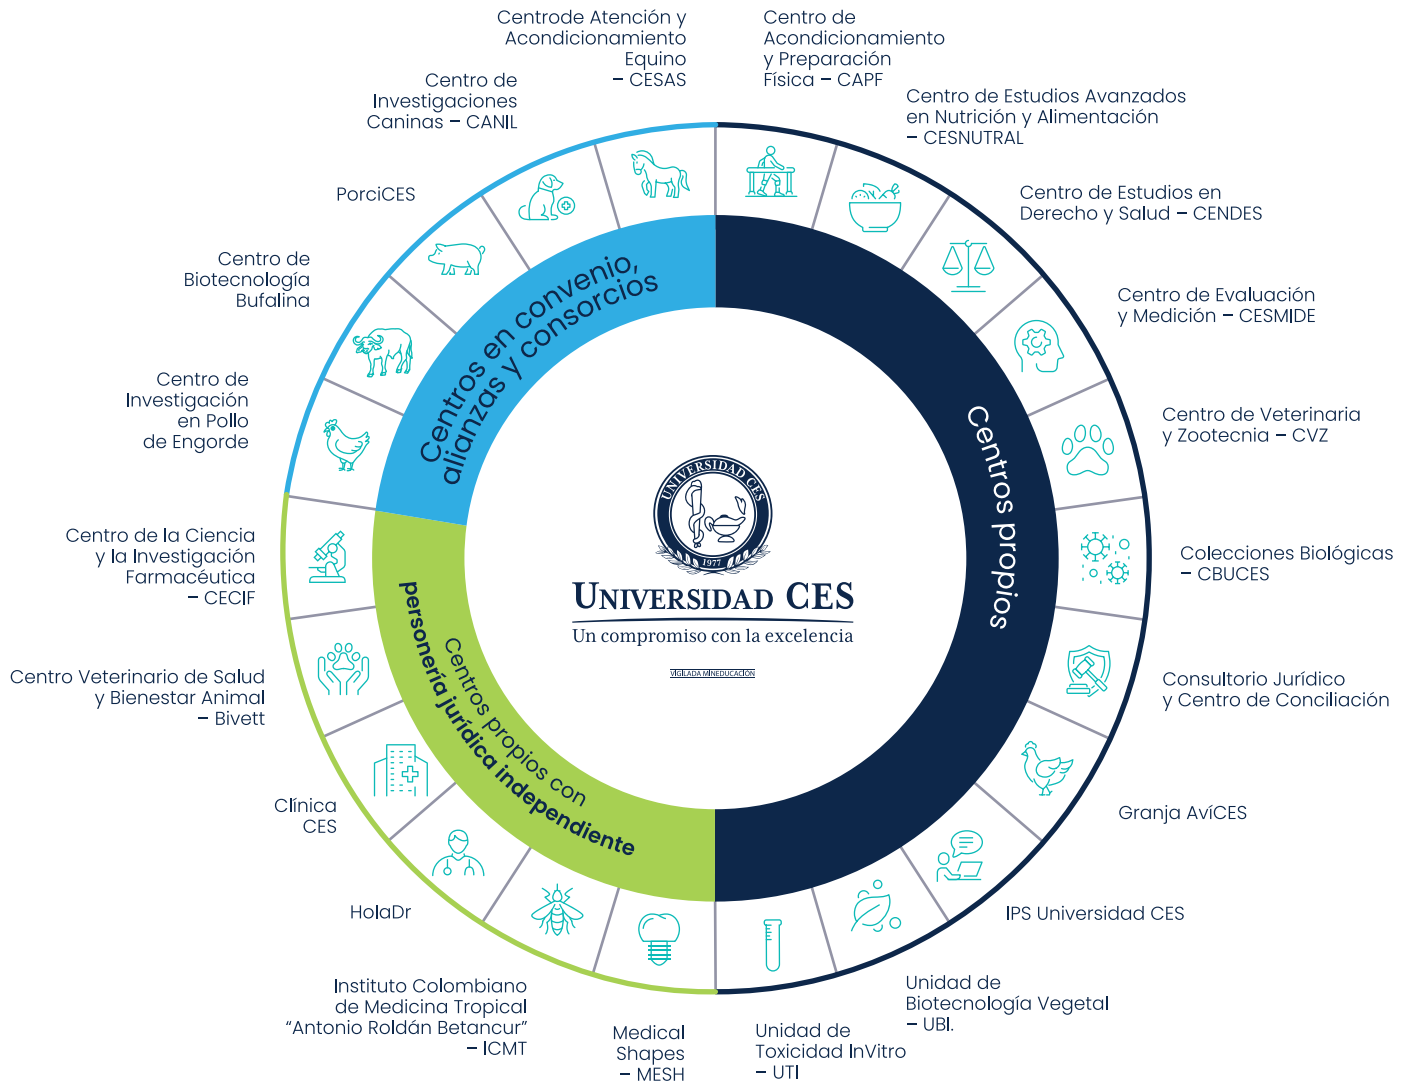 Centrode Atención y
Acondicionamiento
Equino
– CESAS
Centro de
Acondicionamiento
y Preparación
Física – CAPF
Centro de Estudios Avanzados
en Nutrición y Alimentación
– CESNUTRAL
Centro de Estudios en
Derecho y Salud – CENDES
Centro de Evaluación
y Medición – CESMIDE
Centro de Veterinaria
y Zootecnia – CVZ
Colecciones Biológicas
– CBUCES
Consultorio Jurídico
y Centro de Conciliación
Granja AvíCES
IPS Universidad CES
Unidad de
Biotecnología Vegetal
– UBI.
Unidad de
Toxicidad InVitro
– UTI
Medical
Shapes
– MESH
Instituto Colombiano
de Medicina Tropical
“Antonio Roldán Betancur”
– ICMT
HolaDr
Clínica
CES
Centro Veterinario de Salud
y Bienestar Animal
– Bivett
Centro de la Ciencia
y la Investigación
Farmacéutica
– CECIF
Centro de
Investigación
en Pollo
de Engorde
Centro de
Biotecnología
Bufalina
PorciCES
Centro de
Investigaciones
Caninas – CANIL
Centros en convenio,
alianzas y consorcios
Centros propios
Centros propios con
personería jurídica independiente
UNIVERSIDAD CES
1977
UNIVERSIDAD CES
Un compromiso con la excelencia
VIGILADA MINEDUCACIÓN